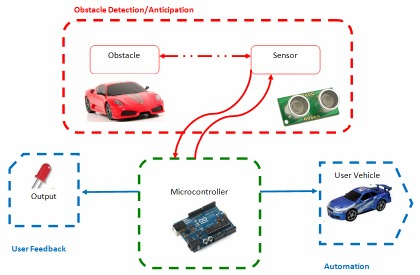 Obstacle Detection/Anticipation
Obstacle
Sensor
Microcontroller
Output
User Vehicle
User Feedback
Automation